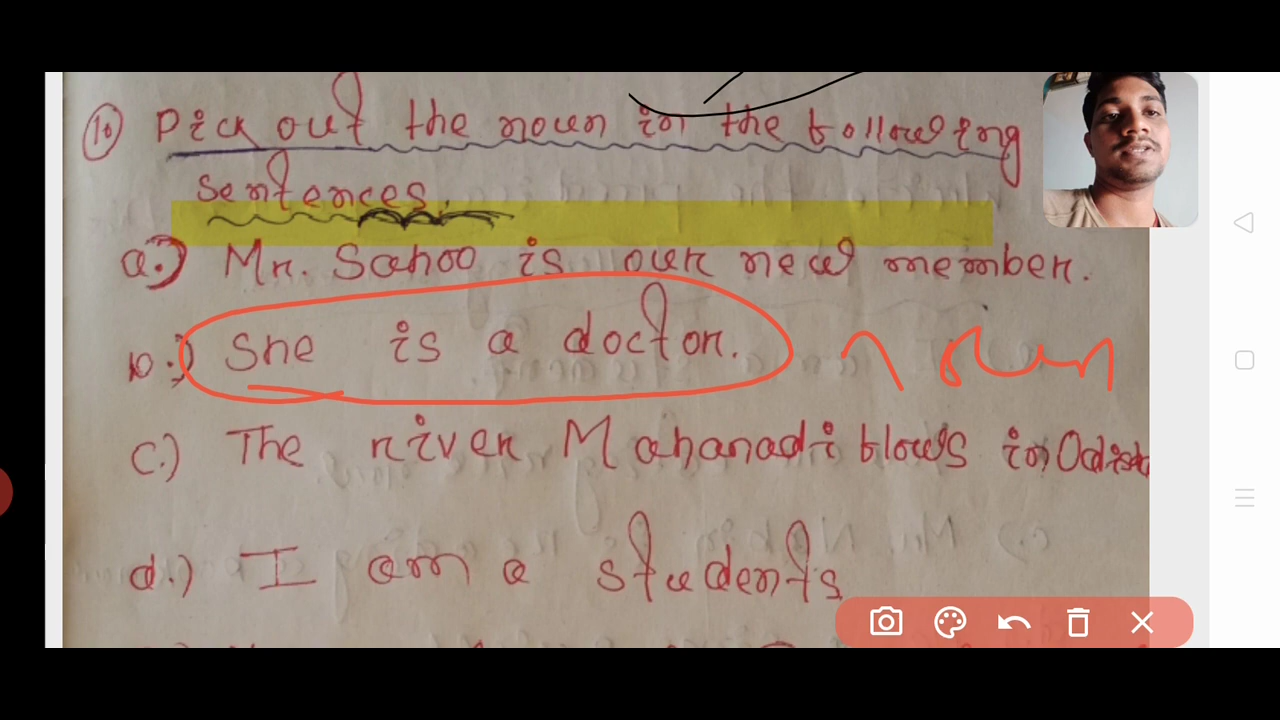 10 Pick out the noun in the following
sentences.
a.) Mr. Sahoo is our new member.
b.) She is a doctor. noun
c.) The river Mahanadi flows in Odisha
d.) I am a students